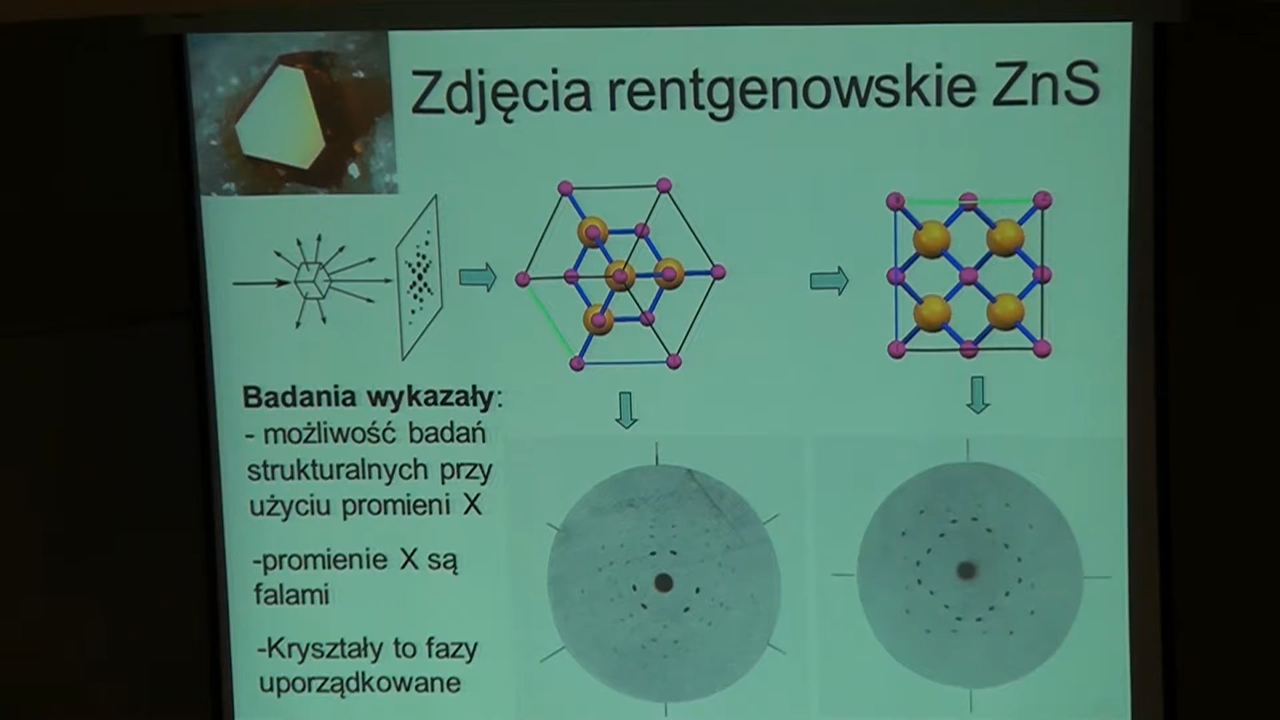 Zdjęcia rentgenowskie ZnS
Badania wykazały:
- możliwość badań
strukturalnych przy
użyciu promieni X
-promienie X są
falami
-Kryształy to fazy
uporządkowane